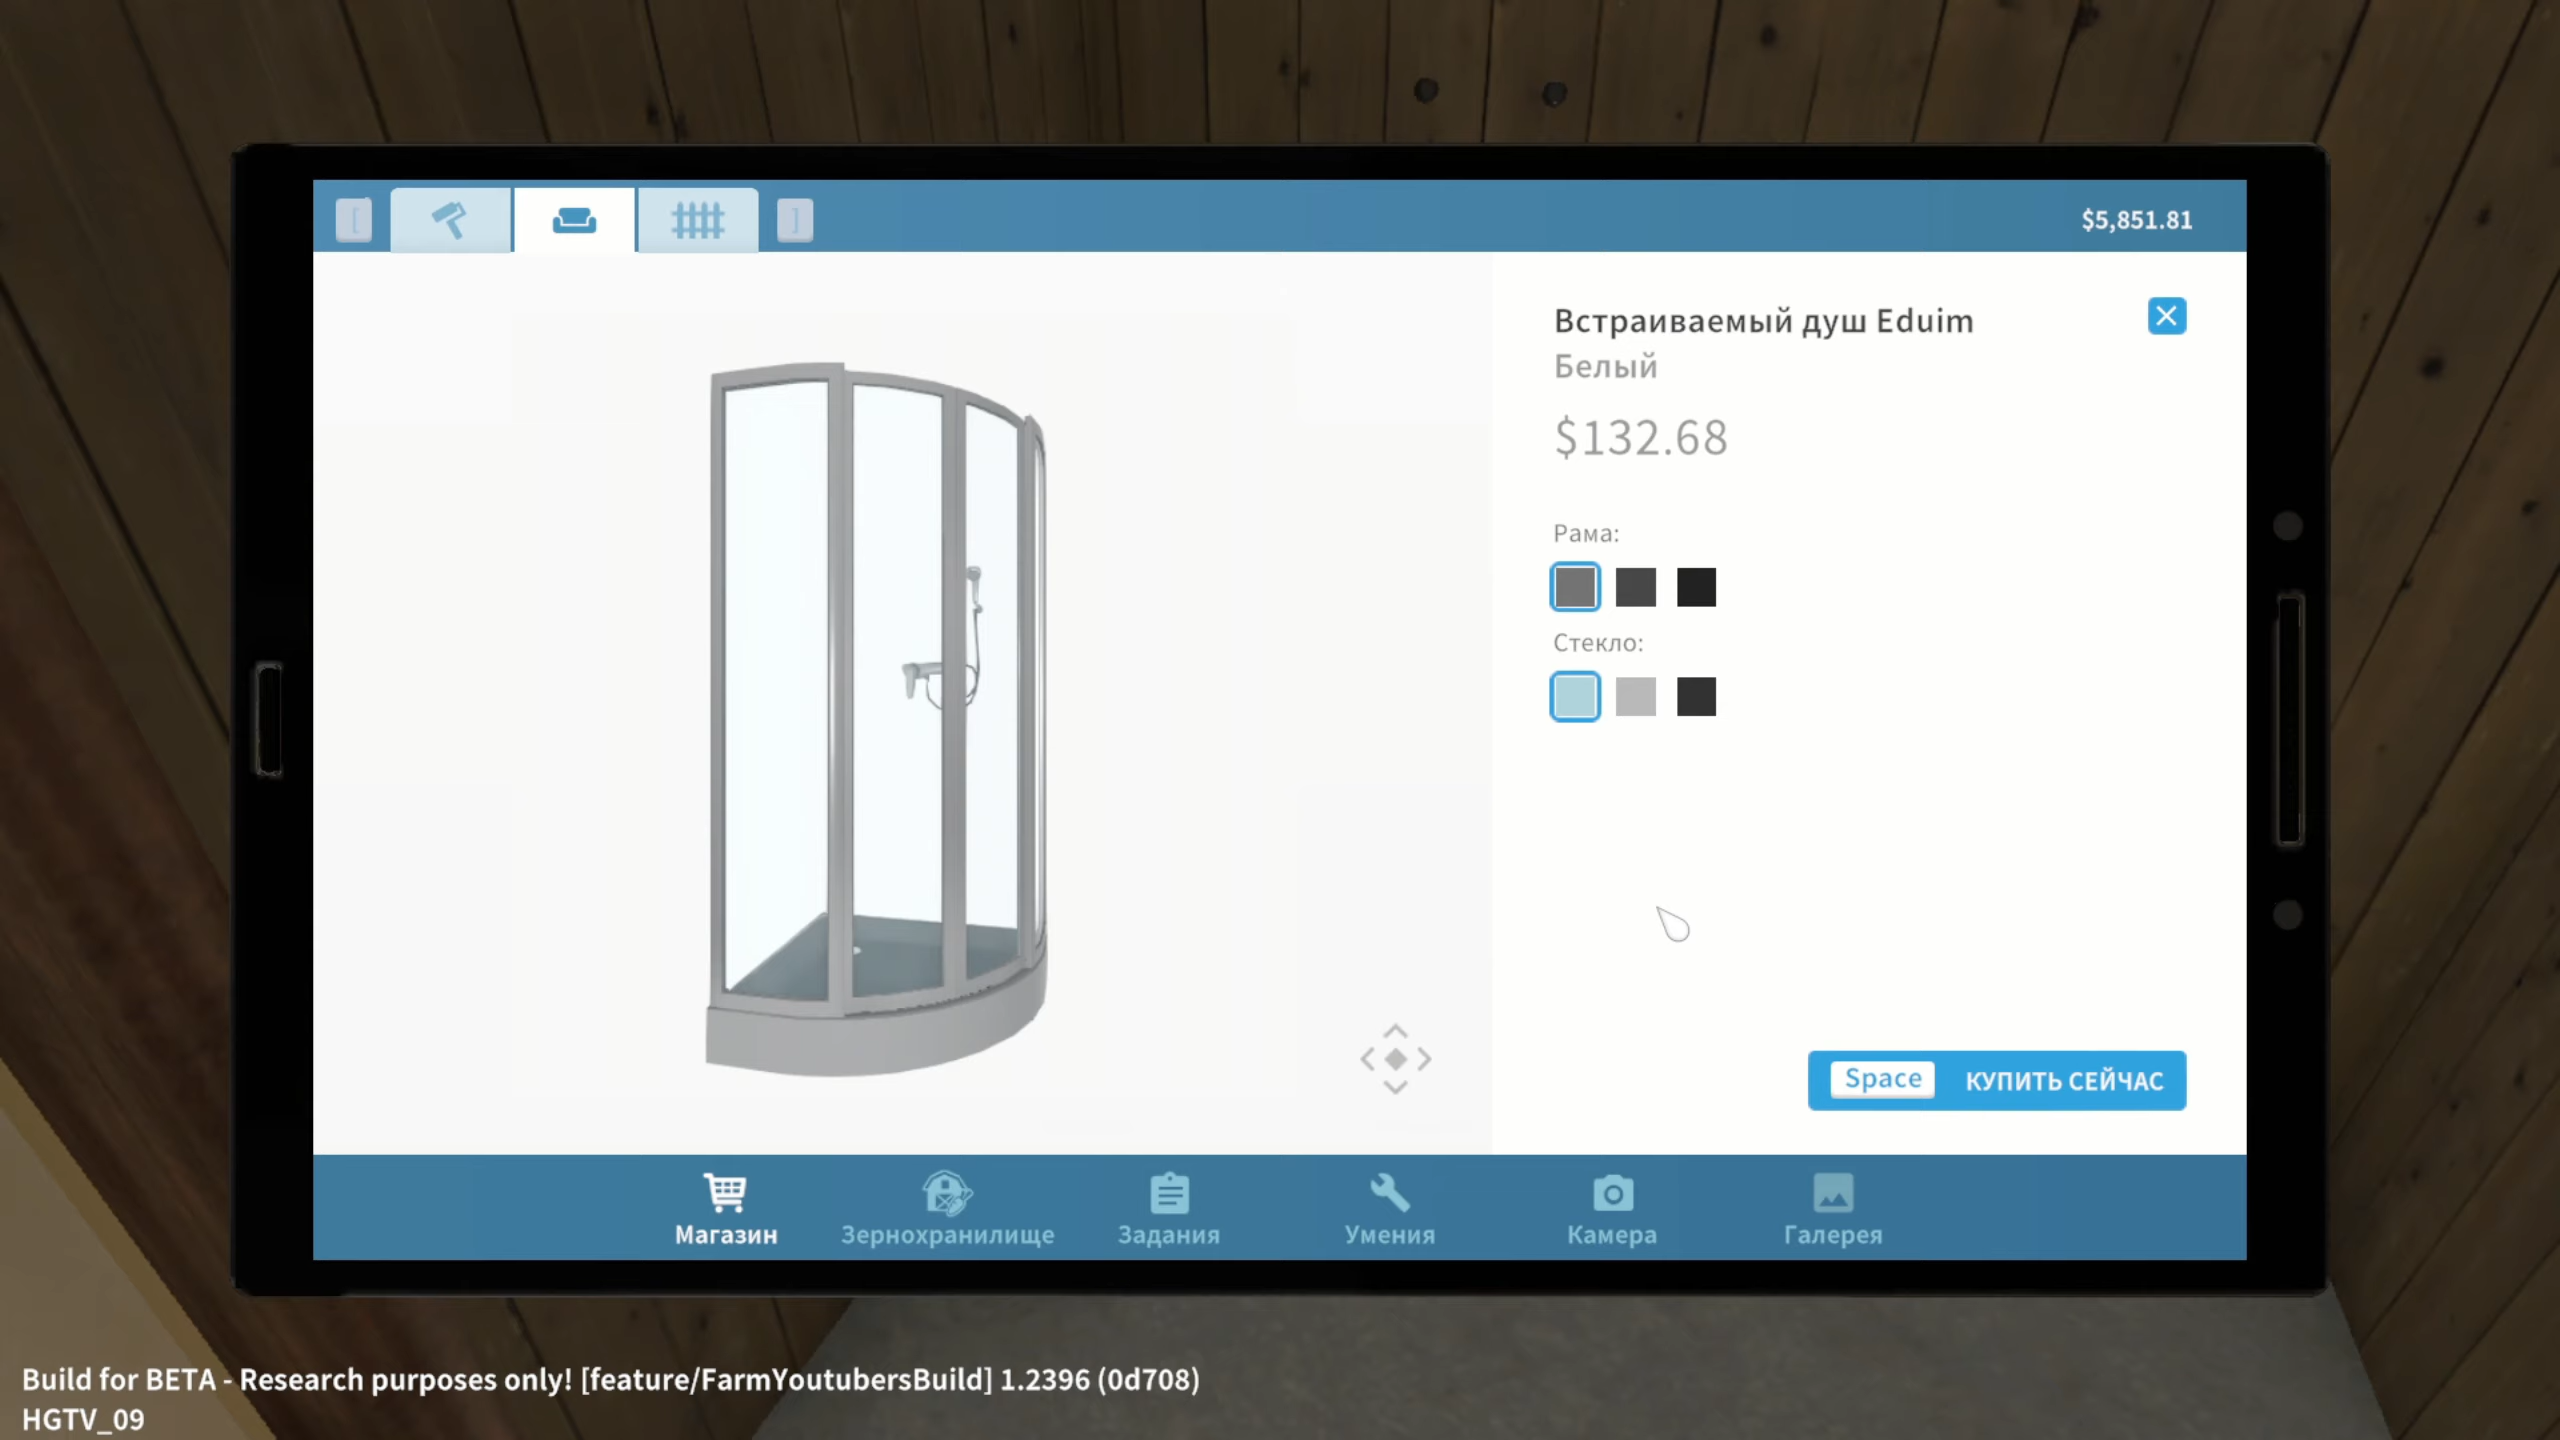 [
]
$5,851.81
Встраиваемый душ Eduim
Белый
$132.68
Рама:
Стекло:
Space КУПИТЬ СЕЙЧАС
Магазин Зернохранилище Задания Умения Камера Галерея
Build for BETA - Research purposes only! [feature/FarmYoutubersBuild] 1.2396 (0d708)
HGTV_09